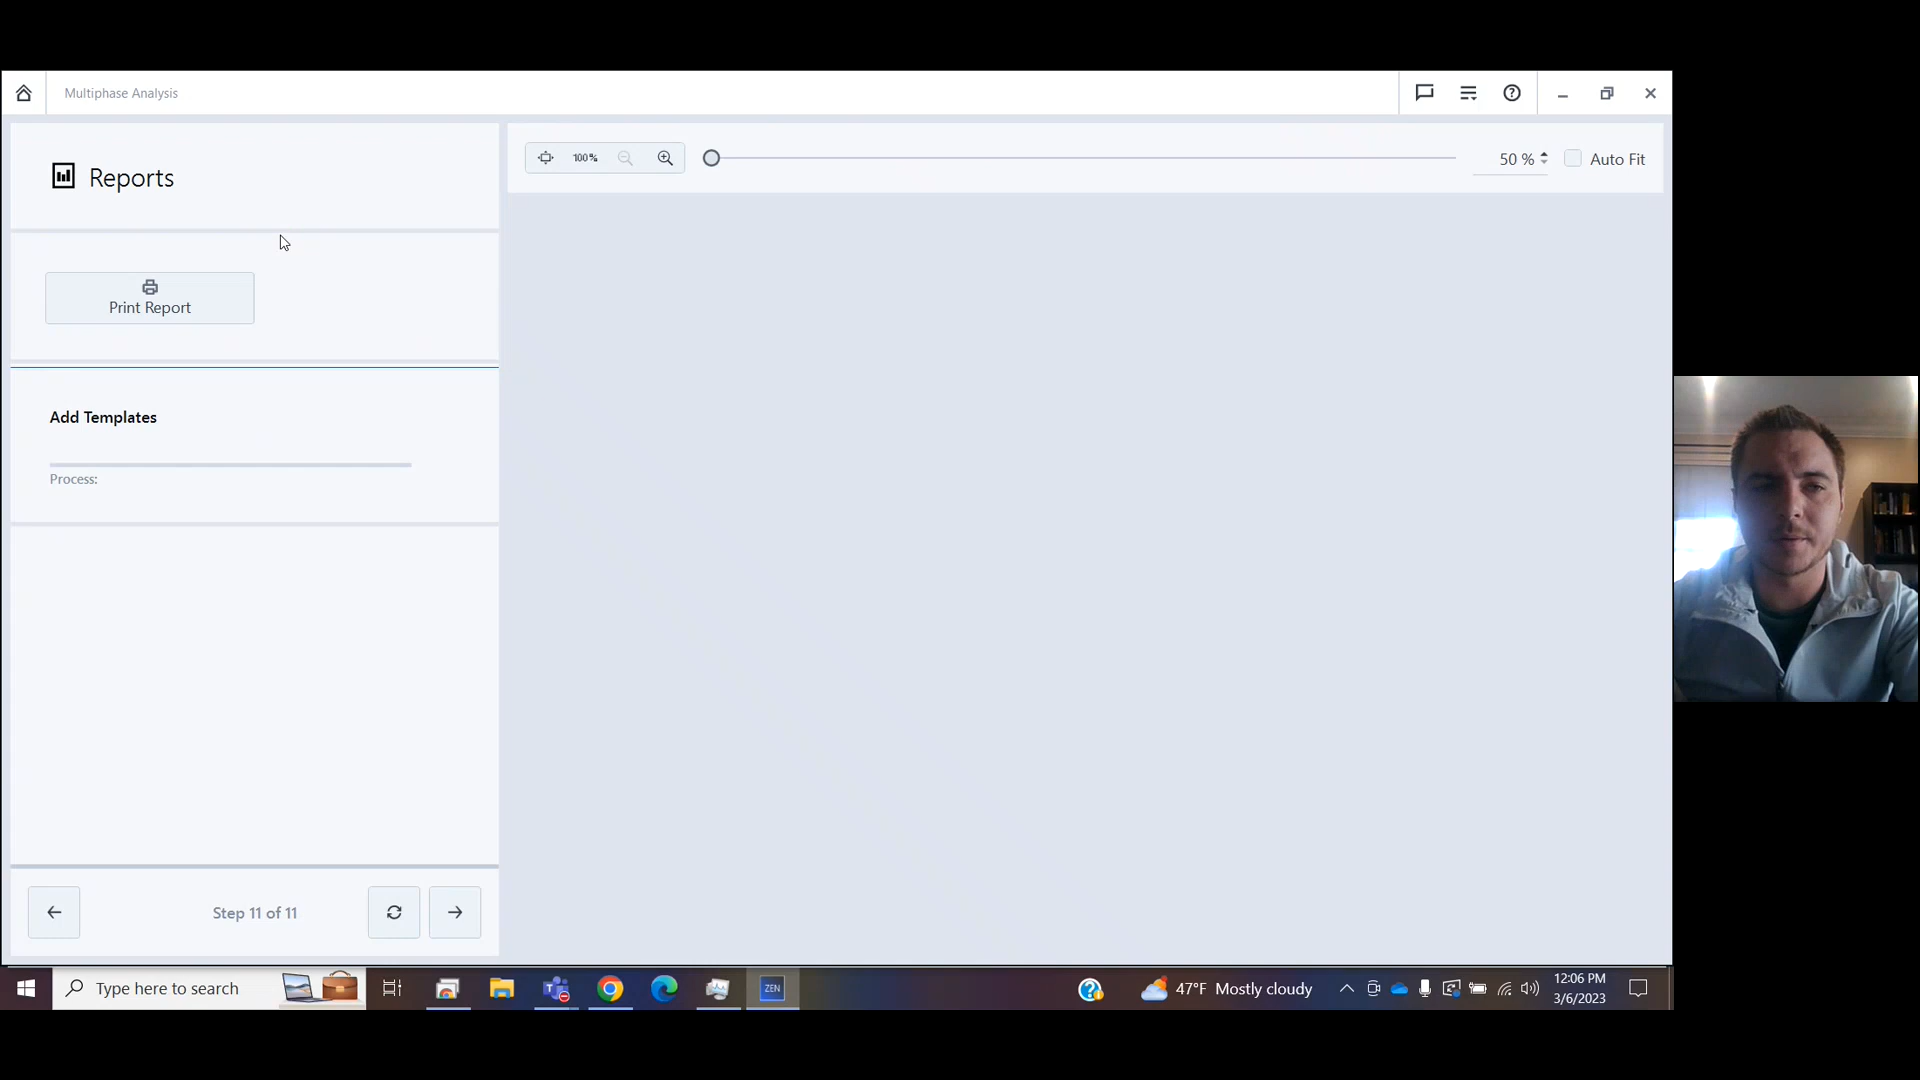 Multiphase Analysis
Reports
100%
50 %
Auto Fit
Print Report
Add Templates
Process:
Step 11 of 11
Type here to search
ZEN
47°F Mostly cloudy
12:06 PM
3/6/2023